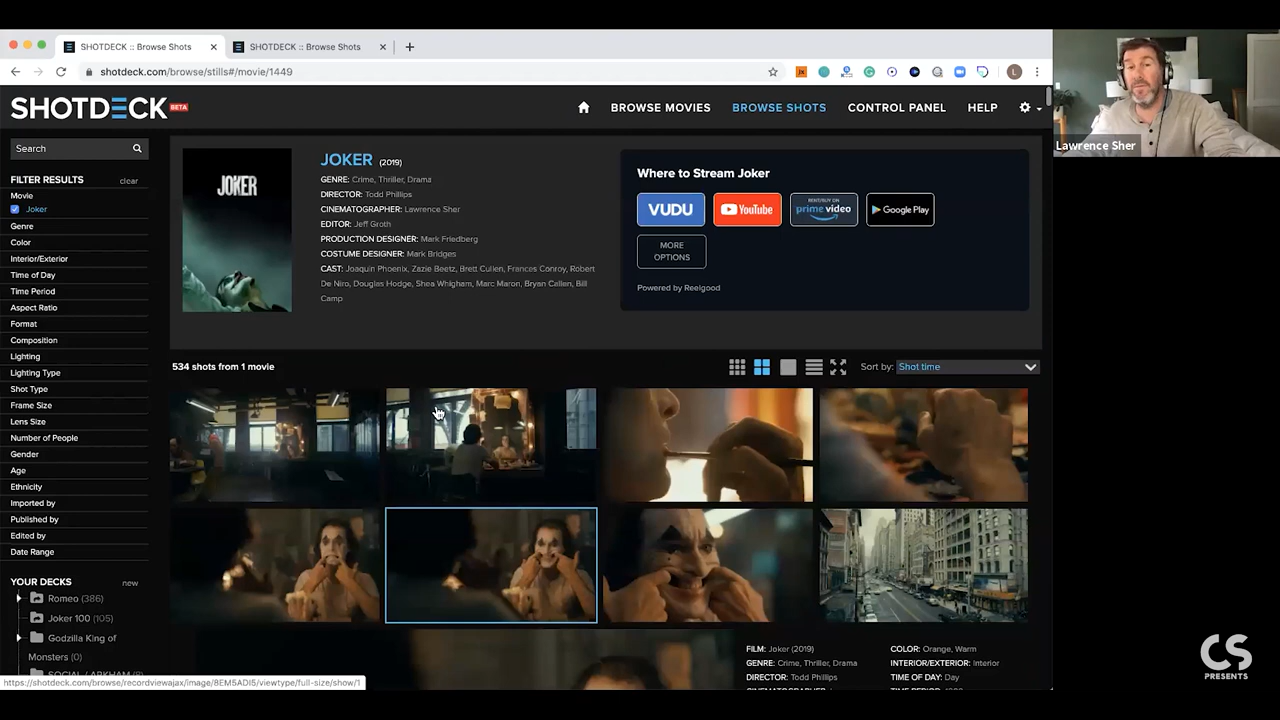 SHOTDECK :: Browse Shots
SHOTDECK :: Browse Shots
shotdeck.com/browse/stills#/movie/1449
L
SHOTDECK BETA
BROWSE MOVIES
BROWSE SHOTS
CONTROL PANEL
HELP
Lawrence Sher
Search
FILTER RESULTS clear
Movie
Joker
Genre
Color
Interior/Exterior
Time of Day
Time Period
Aspect Ratio
Format
Composition
Lighting
Lighting Type
Shot Type
Frame Size
Lens Size
Number of People
Gender
Age
Ethnicity
Imported by
Published by
Edited by
Date Range
YOUR DECKS new
Romeo (386)
Joker 100 (105)
Godzilla King of
Monsters (0)
JOKER
JOKER (2019)
GENRE: Crime, Thriller, Drama
DIRECTOR: Todd Phillips
CINEMATOGRAPHER: Lawrence Sher
EDITOR: Jeff Groth
PRODUCTION DESIGNER: Mark Friedberg
COSTUME DESIGNER: Mark Bridges
CAST: Joaquin Phoenix, Zazie Beetz, Brett Cullen, Frances Conroy, Robert
De Niro, Douglas Hodge, Shea Whigham, Marc Maron, Bryan Callen, Bill
Camp
Where to Stream Joker
VUDU
YouTube
RENT/BUY ON
prime video
Google Play
MORE
OPTIONS
Powered by Reelgood
534 shots from 1 movie
Sort by: Shot time
FILM: Joker (2019)
GENRE: Crime, Thriller, Drama
DIRECTOR: Todd Phillips
COLOR: Orange, Warm
INTERIOR/EXTERIOR: Interior
TIME OF DAY: Day
https://shotdeck.com/browse/recordviewajax/image/8EM5ADI5/viewtype/full-size/show/1
CS
PRESENTS